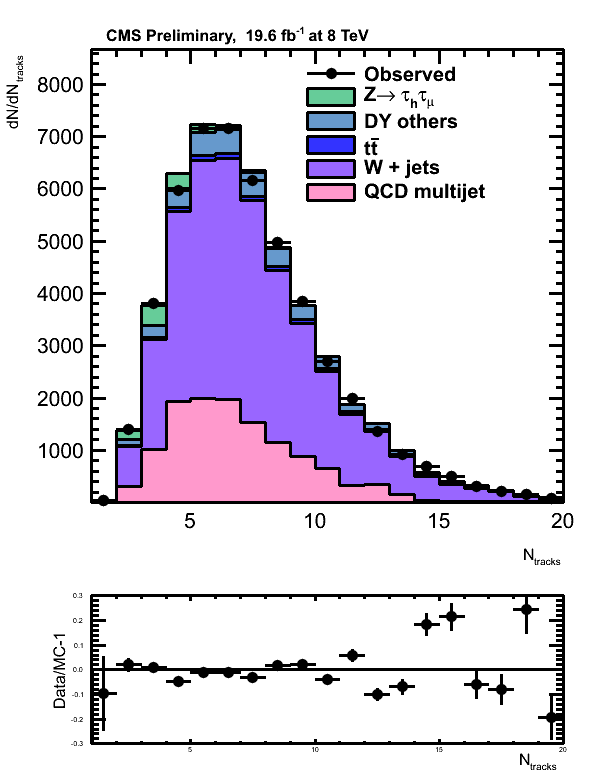 CMS Preliminary, 19.6 fb⁻¹ at 8 TeV
dN/dN_tracks
8000
7000
6000
5000
4000
3000
2000
1000
Observed
Z→ τ_hτ_μ
DY others
tt̄
W + jets
QCD multijet
5 10 15 20
N_tracks
Data/MC-1
0.3
0.2
0.1
0.0
-0.1
-0.2
-0.3
5 10 15 20
N_tracks